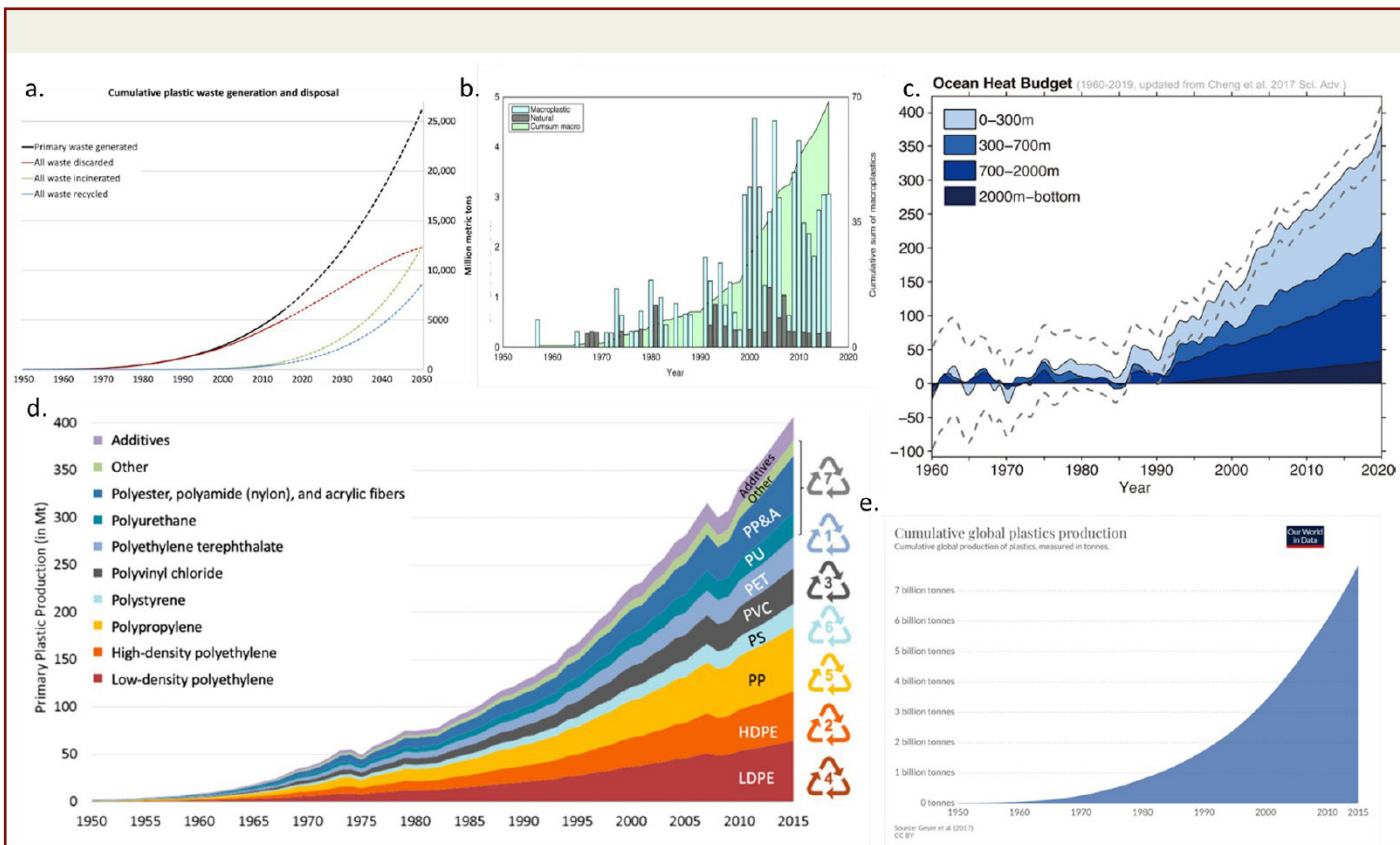 a.
Cumulative plastic waste generation and disposal
Primary waste generated
All waste discarded
All waste incinerated
All waste recycled
25,000
20,000
15,000
10,000
5000
0
Million metric tons
1950 1960 1970 1980 1990 2000 2010 2020 2030 2040 2050
b.
Macroplastic
Natural
Cumsum macro
5
4
3
2
1
0
70
35
0
Cumulative sum of macroplastics
1950 1960 1970 1980 1990 2000 2010 2020
Year
c.
Ocean Heat Budget (1960-2019, updated from Cheng et al. 2017 Sci. Adv.)
0-300m
300-700m
700-2000m
2000m-bottom
400
350
300
250
200
150
100
50
0
-50
-100
1960 1970 1980 1990 2000 2010 2020
Year
d.
Primary Plastic Production (in Mt)
400
350
300
250
200
150
100
50
0
Additives
Other
Polyester, polyamide (nylon), and acrylic fibers
Polyurethane
Polyethylene terephthalate
Polyvinyl chloride
Polystyrene
Polypropylene
High-density polyethylene
Low-density polyethylene
Additives
Other
PP&A
PU
PET
PVC
PS
PP
HDPE
LDPE
7
1
3
6
5
2
4
1950 1955 1960 1965 1970 1975 1980 1985 1990 1995 2000 2005 2010 2015
e.
Cumulative global plastics production
Cumulative global production of plastics, measured in tonnes.
Our World
in Data
7 billion tonnes
6 billion tonnes
5 billion tonnes
4 billion tonnes
3 billion tonnes
2 billion tonnes
1 billion tonnes
0 tonnes
1950 1960 1970 1980 1990 2000 2010 2015
Source: Geyer et al. (2017)
CC BY